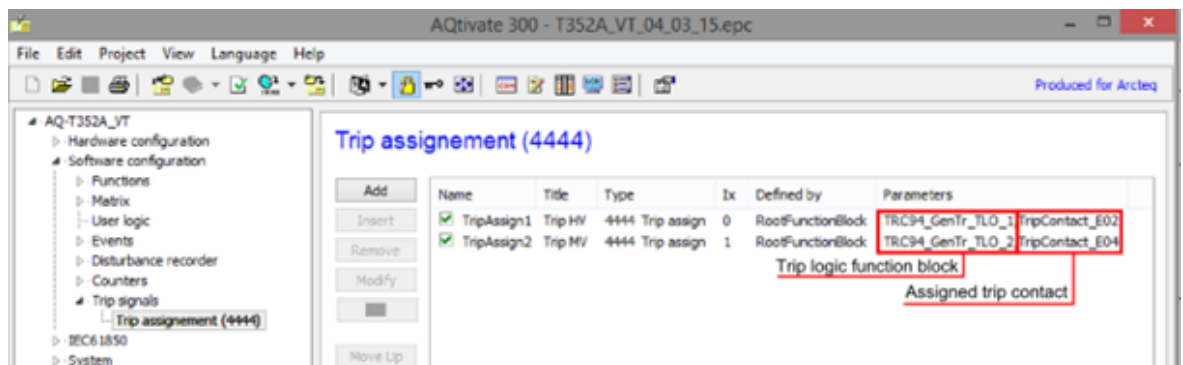 AQtivate 300 - T352A_VT_04_03_15.epc
File Edit Project View Language Help
Produced for Arcteq
AQ-T352A_VT
Hardware configuration
Software configuration
Functions
Matrix
User logic
Events
Disturbance recorder
Counters
Trip signals
Trip assignement (4444)
IEC61850
System
Trip assignement (4444)
Add
Insert
Remove
Modify
Move Up
Name Title Type Ix Defined by Parameters
TripAssign1 Trip HV 4444 Trip assign 0 RootFunctionBlock TRC94_GenTr_TLO_1 TripContact_E02
TripAssign2 Trip MV 4444 Trip assign 1 RootFunctionBlock TRC94_GenTr_TLO_2 TripContact_E04
Trip logic function block
Assigned trip contact